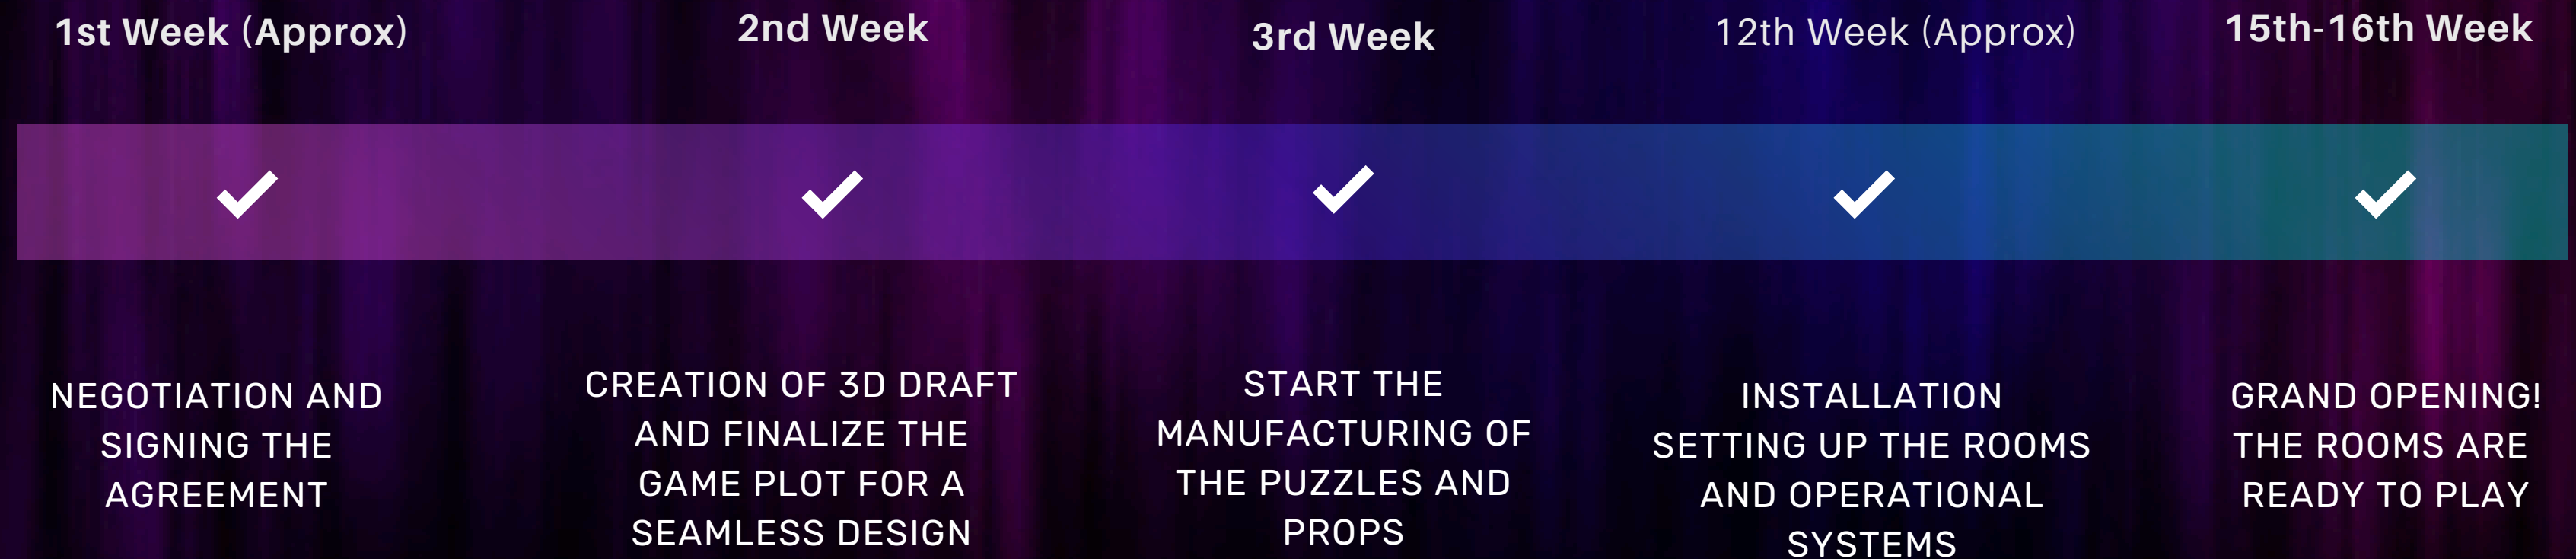 1st Week (Approx)
2nd Week
3rd Week
12th Week (Approx)
15th-16th Week
NEGOTIATION AND
SIGNING THE
AGREEMENT
CREATION OF 3D DRAFT
AND FINALIZE THE
GAME PLOT FOR A
SEAMLESS DESIGN
START THE
MANUFACTURING OF
THE PUZZLES AND
PROPS
INSTALLATION
SETTING UP THE ROOMS
AND OPERATIONAL
SYSTEMS
GRAND OPENING!
THE ROOMS ARE
READY TO PLAY